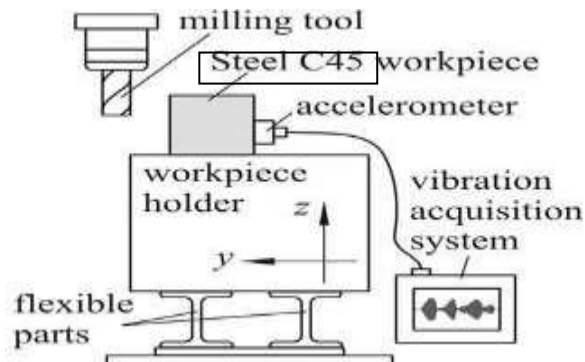 milling tool
Steel C45 workpiece
accelerometer
workpiece
holder
z
y
vibration
acquisition
system
flexible
parts